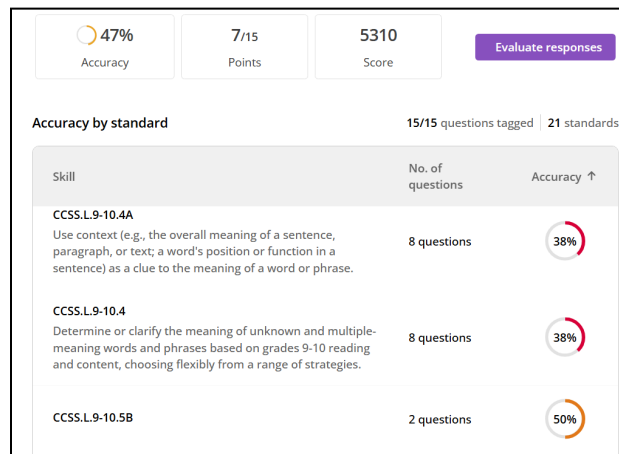 47%
Accuracy
7/15
Points
5310
Score
Evaluate responses
Accuracy by standard
15/15 questions tagged
21 standards
Skill
No. of
questions
Accuracy ↑
CCSS.L.9-10.4A
Use context (e.g., the overall meaning of a sentence,
paragraph, or text; a word's position or function in a
sentence) as a clue to the meaning of a word or phrase.
8 questions
38%
CCSS.L.9-10.4
Determine or clarify the meaning of unknown and multiple-
meaning words and phrases based on grades 9-10 reading
and content, choosing flexibly from a range of strategies.
8 questions
38%
CCSS.L.9-10.5B
2 questions
50%